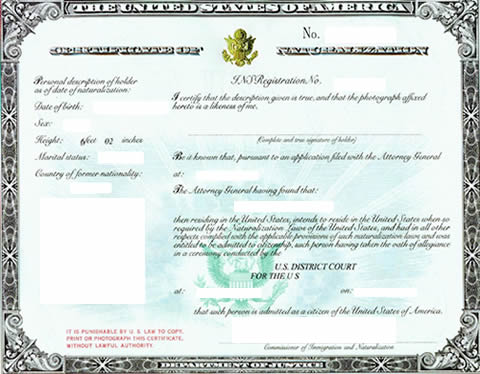 THE UNITED STATES OF AMERICA
No.
CERTIFICATE OF NATURALIZATION
Personal description of holder
as of date of naturalization:
Date of birth:
Sex:
Height: 6feet 02 inches
Marital status:
Country of former nationality:
INS Registration No.
I certify that the description given is true, and that the photograph affixed
hereto is a likeness of me.
(Complete and true signature of holder)
Be it known that, pursuant to an application filed with the Attorney General
at:
The Attorney General having found that:
then residing in the United States, intends to reside in the United States when so
required by the Naturalization Laws of the United States, and had in all other
respects complied with the applicable provisions of such naturalization laws and was
entitled to be admitted to citizenship, such person having taken the oath of allegiance
in a ceremony conducted by the
U.S. DISTRICT COURT
FOR THE U S
at: on:
that such person is admitted as a citizen of the United States of America.
IT IS PUNISHABLE BY U. S. LAW TO COPY,
PRINT OR PHOTOGRAPH THIS CERTIFICATE,
WITHOUT LAWFUL AUTHORITY.
Commissioner of Immigration and Naturalization
DEPARTMENT OF JUSTICE